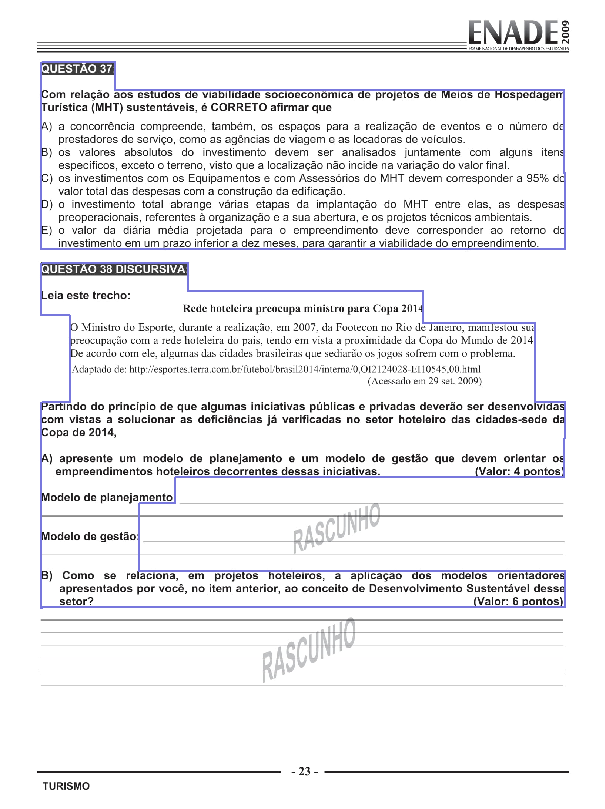 ENADE 2009
EXAME NACIONAL DE DESEMPENHO DOS ESTUDANTES
QUESTÃO 37
Com relação aos estudos de viabilidade socioeconômica de projetos de Meios de Hospedagem
Turística (MHT) sustentáveis, é CORRETO afirmar que
A) a concorrência compreende, também, os espaços para a realização de eventos e o número de
prestadores de serviço, como as agências de viagem e as locadoras de veículos.
B) os valores absolutos do investimento devem ser analisados juntamente com alguns itens
específicos, exceto o terreno, visto que a localização não incide na variação do valor final.
C) os investimentos com os Equipamentos e com Assessórios do MHT devem corresponder a 95% do
valor total das despesas com a construção da edificação.
D) o investimento total abrange várias etapas da implantação do MHT entre elas, as despesas
preoperacionais, referentes à organização e a sua abertura, e os projetos técnicos ambientais.
E) o valor da diária média projetada para o empreendimento deve corresponder ao retorno do
investimento em um prazo inferior a dez meses, para garantir a viabilidade do empreendimento.
QUESTÃO 38 DISCURSIVA
Leia este trecho:
Rede hoteleira preocupa ministro para Copa 2014
O Ministro do Esporte, durante a realização, em 2007, da Footecon no Rio de Janeiro, manifestou sua
preocupação com a rede hoteleira do país, tendo em vista a proximidade da Copa do Mundo de 2014.
De acordo com ele, algumas das cidades brasileiras que sediarão os jogos sofrem com o problema.
Adaptado de: http://esportes.terra.com.br/futebol/brasil2014/interna/0,OI2124028-EI10545,00.html
(Acessado em 29 set. 2009)
Partindo do princípio de que algumas iniciativas públicas e privadas deverão ser desenvolvidas
com vistas a solucionar as deficiências já verificadas no setor hoteleiro das cidades-sede da
Copa de 2014,
A) apresente um modelo de planejamento e um modelo de gestão que devem orientar os
empreendimentos hoteleiros decorrentes dessas iniciativas. (Valor: 4 pontos)
Modelo de planejamento:
RASCUNHO
Modelo de gestão:
B) Como se relaciona, em projetos hoteleiros, a aplicação dos modelos orientadores
apresentados por você, no item anterior, ao conceito de Desenvolvimento Sustentável desse
setor? (Valor: 6 pontos)
RASCUNHO
- 23 -
TURISMO